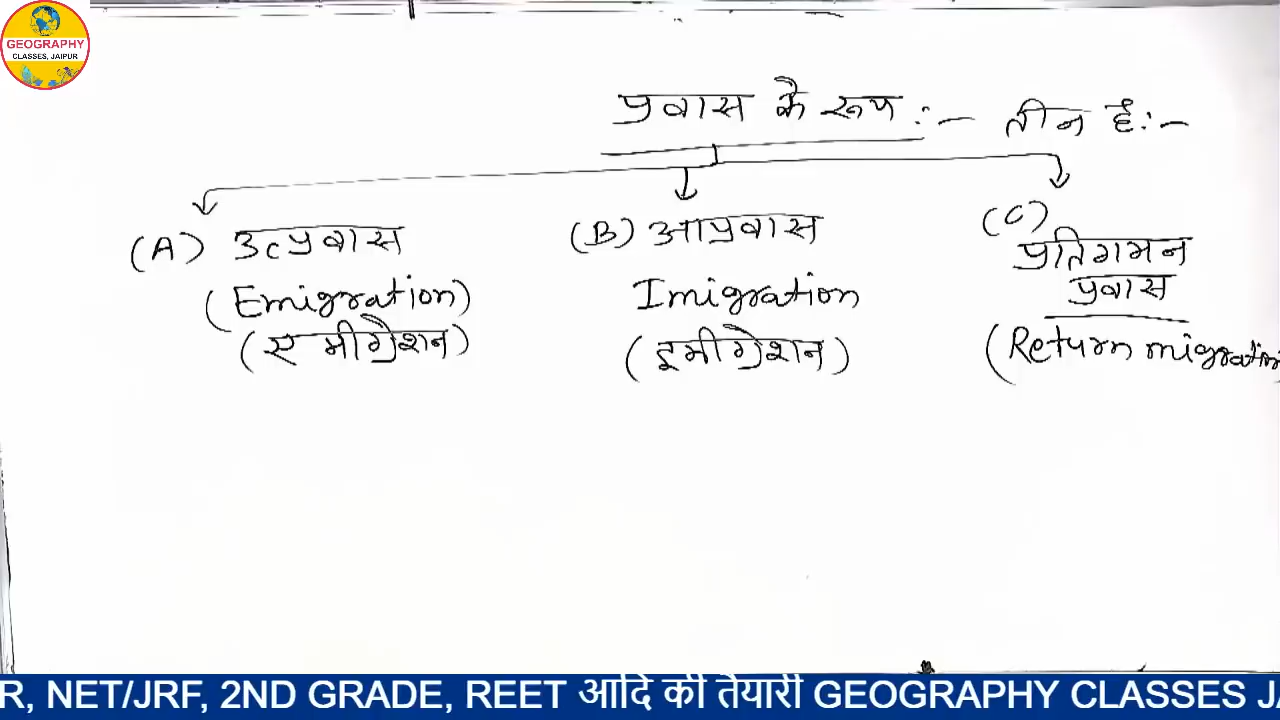 GEOGRAPHY
CLASSES, JAIPUR
प्रवास के रूप :- तीन है:-
(A) उत्प्रवास
(Emigration)
(एमीग्रेशन)
(B) आप्रवास
Imigration
(इमीग्रेशन)
(C)
प्रतिगमन
प्रवास
(Return migration
R, NET/JRF, 2ND GRADE, REET आदि की तैयारी GEOGRAPHY CLASSES J